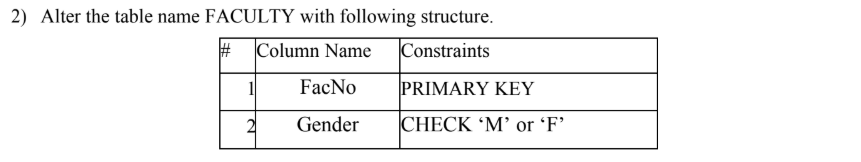 2) Alter the table name FACULTY with following structure.
# Column Name Constraints
1 FacNo PRIMARY KEY
2 Gender CHECK ‘M’ or ‘F’